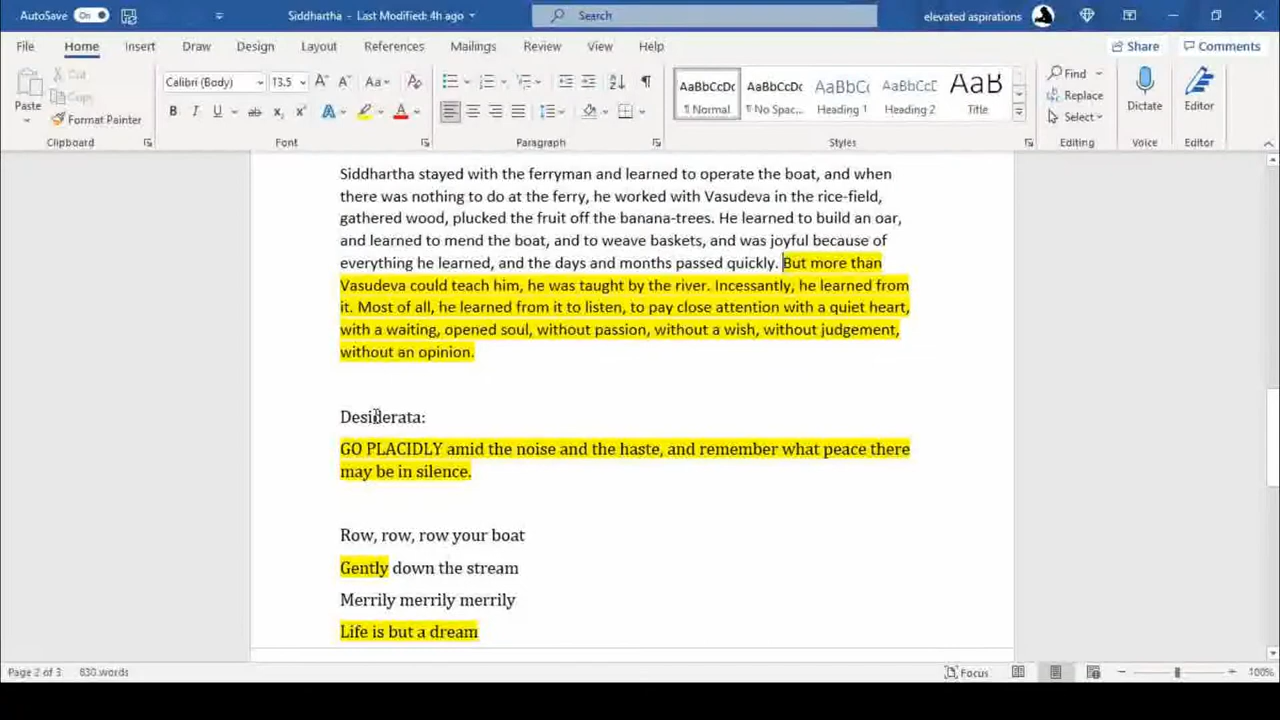 AutoSave On Siddhartha - Last Modified: 4h ago Search elevated aspirations
File Home Insert Draw Design Layout References Mailings Review View Help Share Comments
Paste Cut Copy Format Painter
Calibri (Body) 13.5
AaBbCcDc AaBbCcDc AaBbCc AaBbCcD AaB
¶ Normal ¶ No Spac... Heading 1 Heading 2 Title
Find Replace Select
Dictate Editor
Clipboard Font Paragraph Styles Editing Voice Editor
Siddhartha stayed with the ferryman and learned to operate the boat, and when
there was nothing to do at the ferry, he worked with Vasudeva in the rice-field,
gathered wood, plucked the fruit off the banana-trees. He learned to build an oar,
and learned to mend the boat, and to weave baskets, and was joyful because of
everything he learned, and the days and months passed quickly. But more than
Vasudeva could teach him, he was taught by the river. Incessantly, he learned from
it. Most of all, he learned from it to listen, to pay close attention with a quiet heart,
with a waiting, opened soul, without passion, without a wish, without judgement,
without an opinion.
Desiderata:
GO PLACIDLY amid the noise and the haste, and remember what peace there
may be in silence.
Row, row, row your boat
Gently down the stream
Merrily merrily merrily
Life is but a dream
Page 2 of 3 630 words Focus 100%